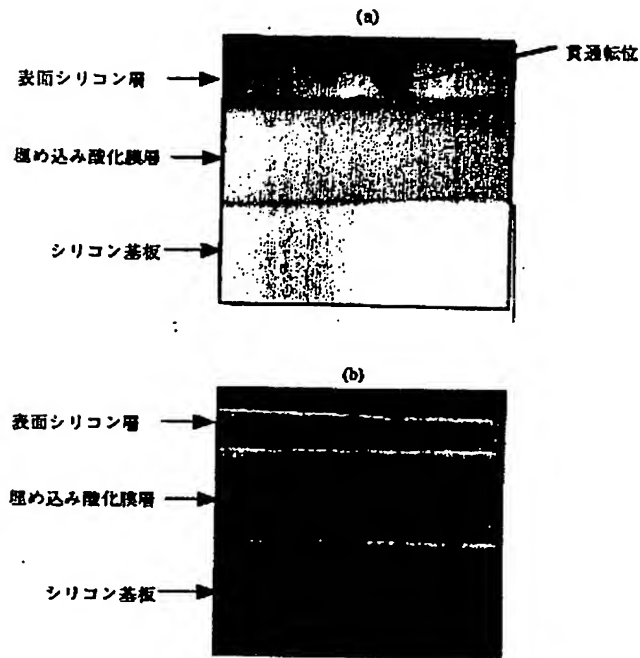 (a)
貫通転位
表面シリコン層
埋め込み酸化膜層
シリコン基板
(b)
表面シリコン層
埋め込み酸化膜層
シリコン基板